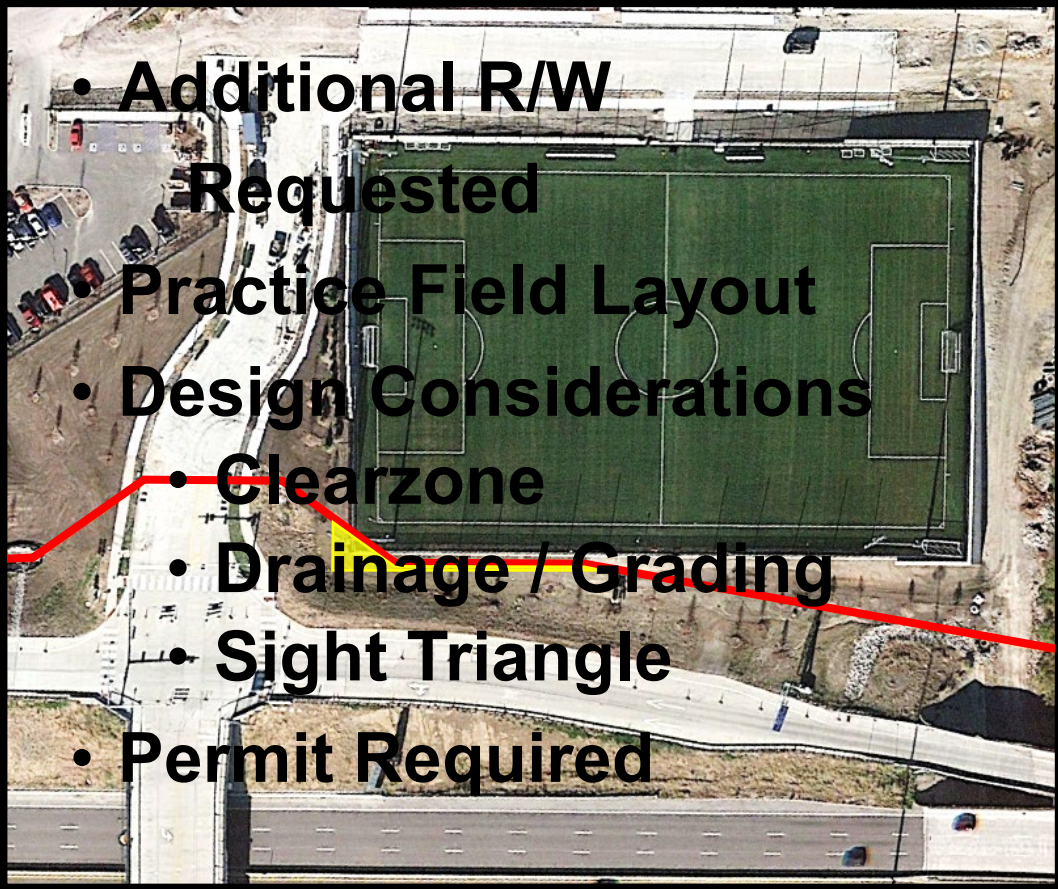 • Additional R/W
Requested
• Practice Field Layout
• Design Considerations
• Clearzone
• Drainage / Grading
• Sight Triangle
• Permit Required